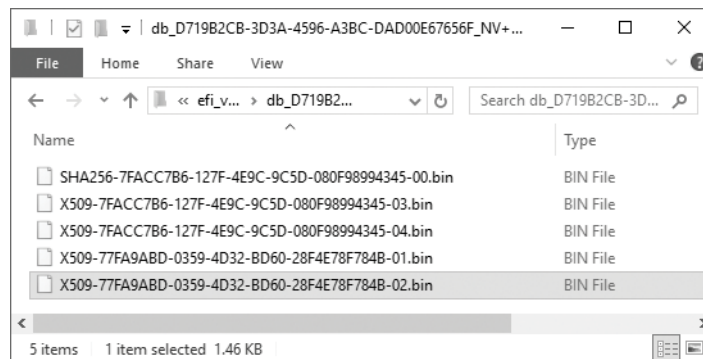 db_D719B2CB-3D3A-4596-A3BC-DAD00E67656F_NV+...
File Home Share View
« efi_v... › db_D719B2... Search db_D719B2CB-3D...
Name Type
SHA256-7FACC7B6-127F-4E9C-9C5D-080F98994345-00.bin BIN File
X509-7FACC7B6-127F-4E9C-9C5D-080F98994345-03.bin BIN File
X509-7FACC7B6-127F-4E9C-9C5D-080F98994345-04.bin BIN File
X509-77FA9ABD-0359-4D32-BD60-28F4E78F784B-01.bin BIN File
X509-77FA9ABD-0359-4D32-BD60-28F4E78F784B-02.bin BIN File
5 items 1 item selected 1.46 KB